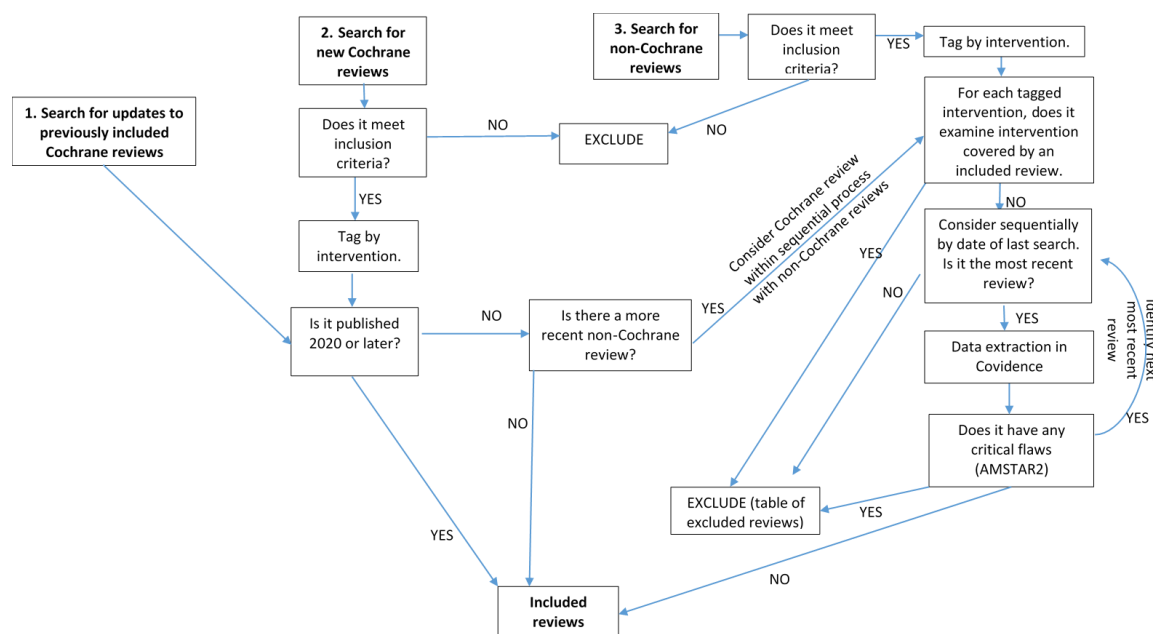 1. Search for updates to
previously included
Cochrane reviews
2. Search for
new Cochrane
reviews
Does it meet
inclusion
criteria?
NO
YES
Tag by
intervention.
Is it published
2020 or later?
NO
YES
Is there a more
recent non-Cochrane
review?
YES
NO
Consider Cochrane review
within sequential process
with non-Cochrane reviews
EXCLUDE
3. Search for
non-Cochrane
reviews
Does it meet
inclusion
criteria?
YES
NO
Tag by intervention.
For each tagged
intervention, does it
examine intervention
covered by an
included review.
YES
NO
Consider sequentially
by date of last search.
Is it the most recent
review?
NO
YES
Data extraction in
Covidence
Does it have any
critical flaws
(AMSTAR2)
YES
Identify next
most recent
review
YES
NO
EXCLUDE (table of
excluded reviews)
Included
reviews